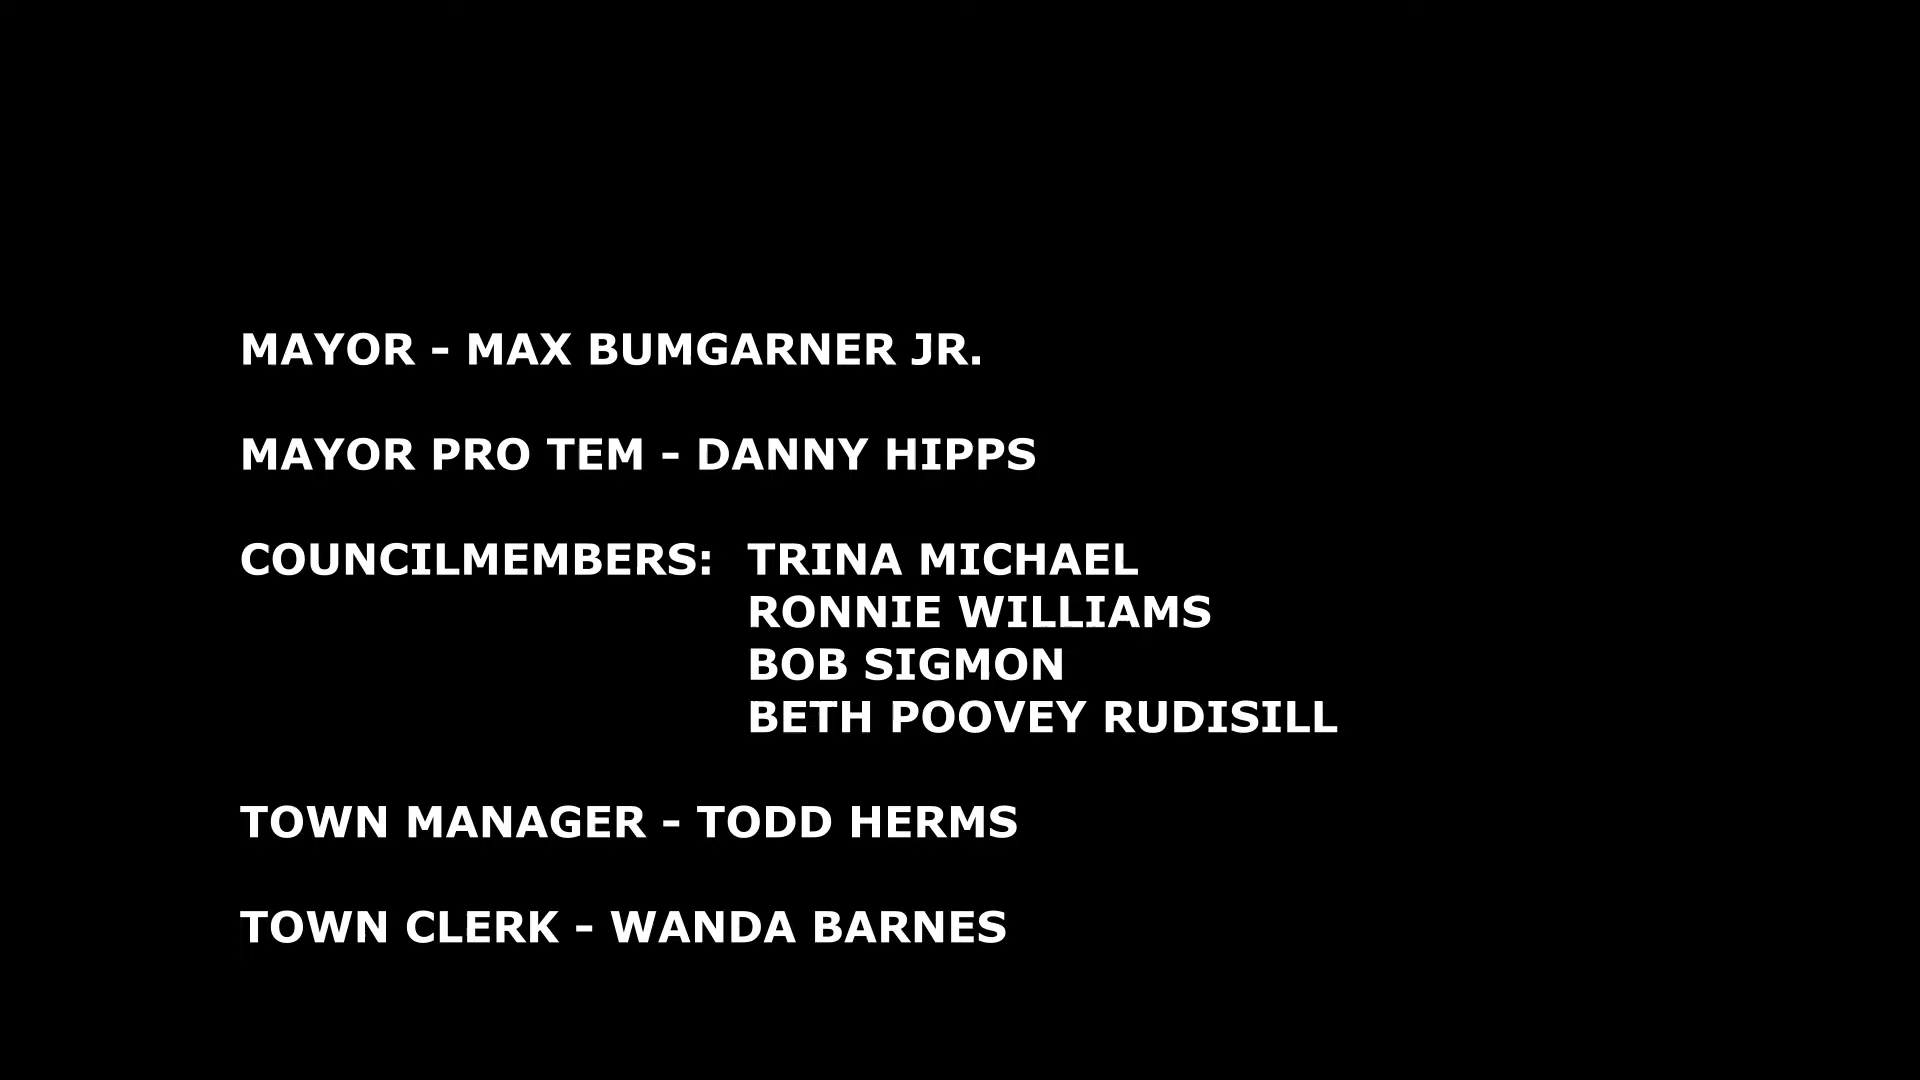 MAYOR - MAX BUMGARNER JR.
MAYOR PRO TEM - DANNY HIPPS
COUNCILMEMBERS: TRINA MICHAEL
RONNIE WILLIAMS
BOB SIGMON
BETH POOVEY RUDISILL
TOWN MANAGER - TODD HERMS
TOWN CLERK - WANDA BARNES